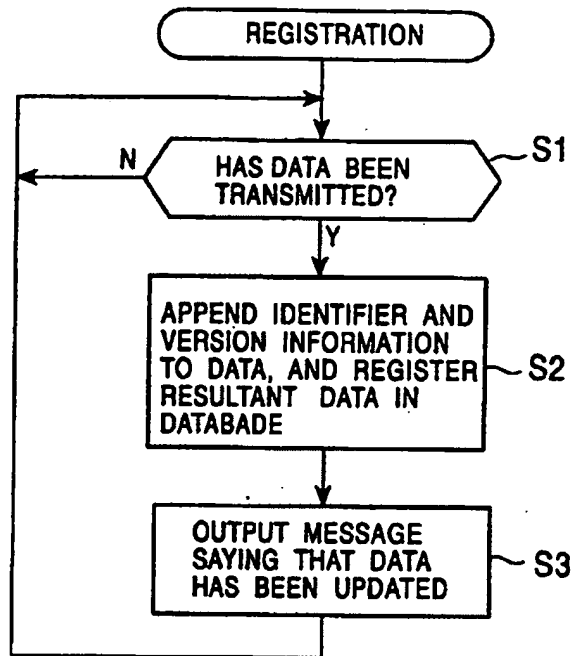 REGISTRATION
N
HAS DATA BEEN
TRANSMITTED?
S1
Y
APPEND IDENTIFIER AND
VERSION INFORMATION
TO DATA, AND REGISTER
RESULTANT DATA IN
DATABADE
S2
OUTPUT MESSAGE
SAYING THAT DATA
HAS BEEN UPDATED
S3